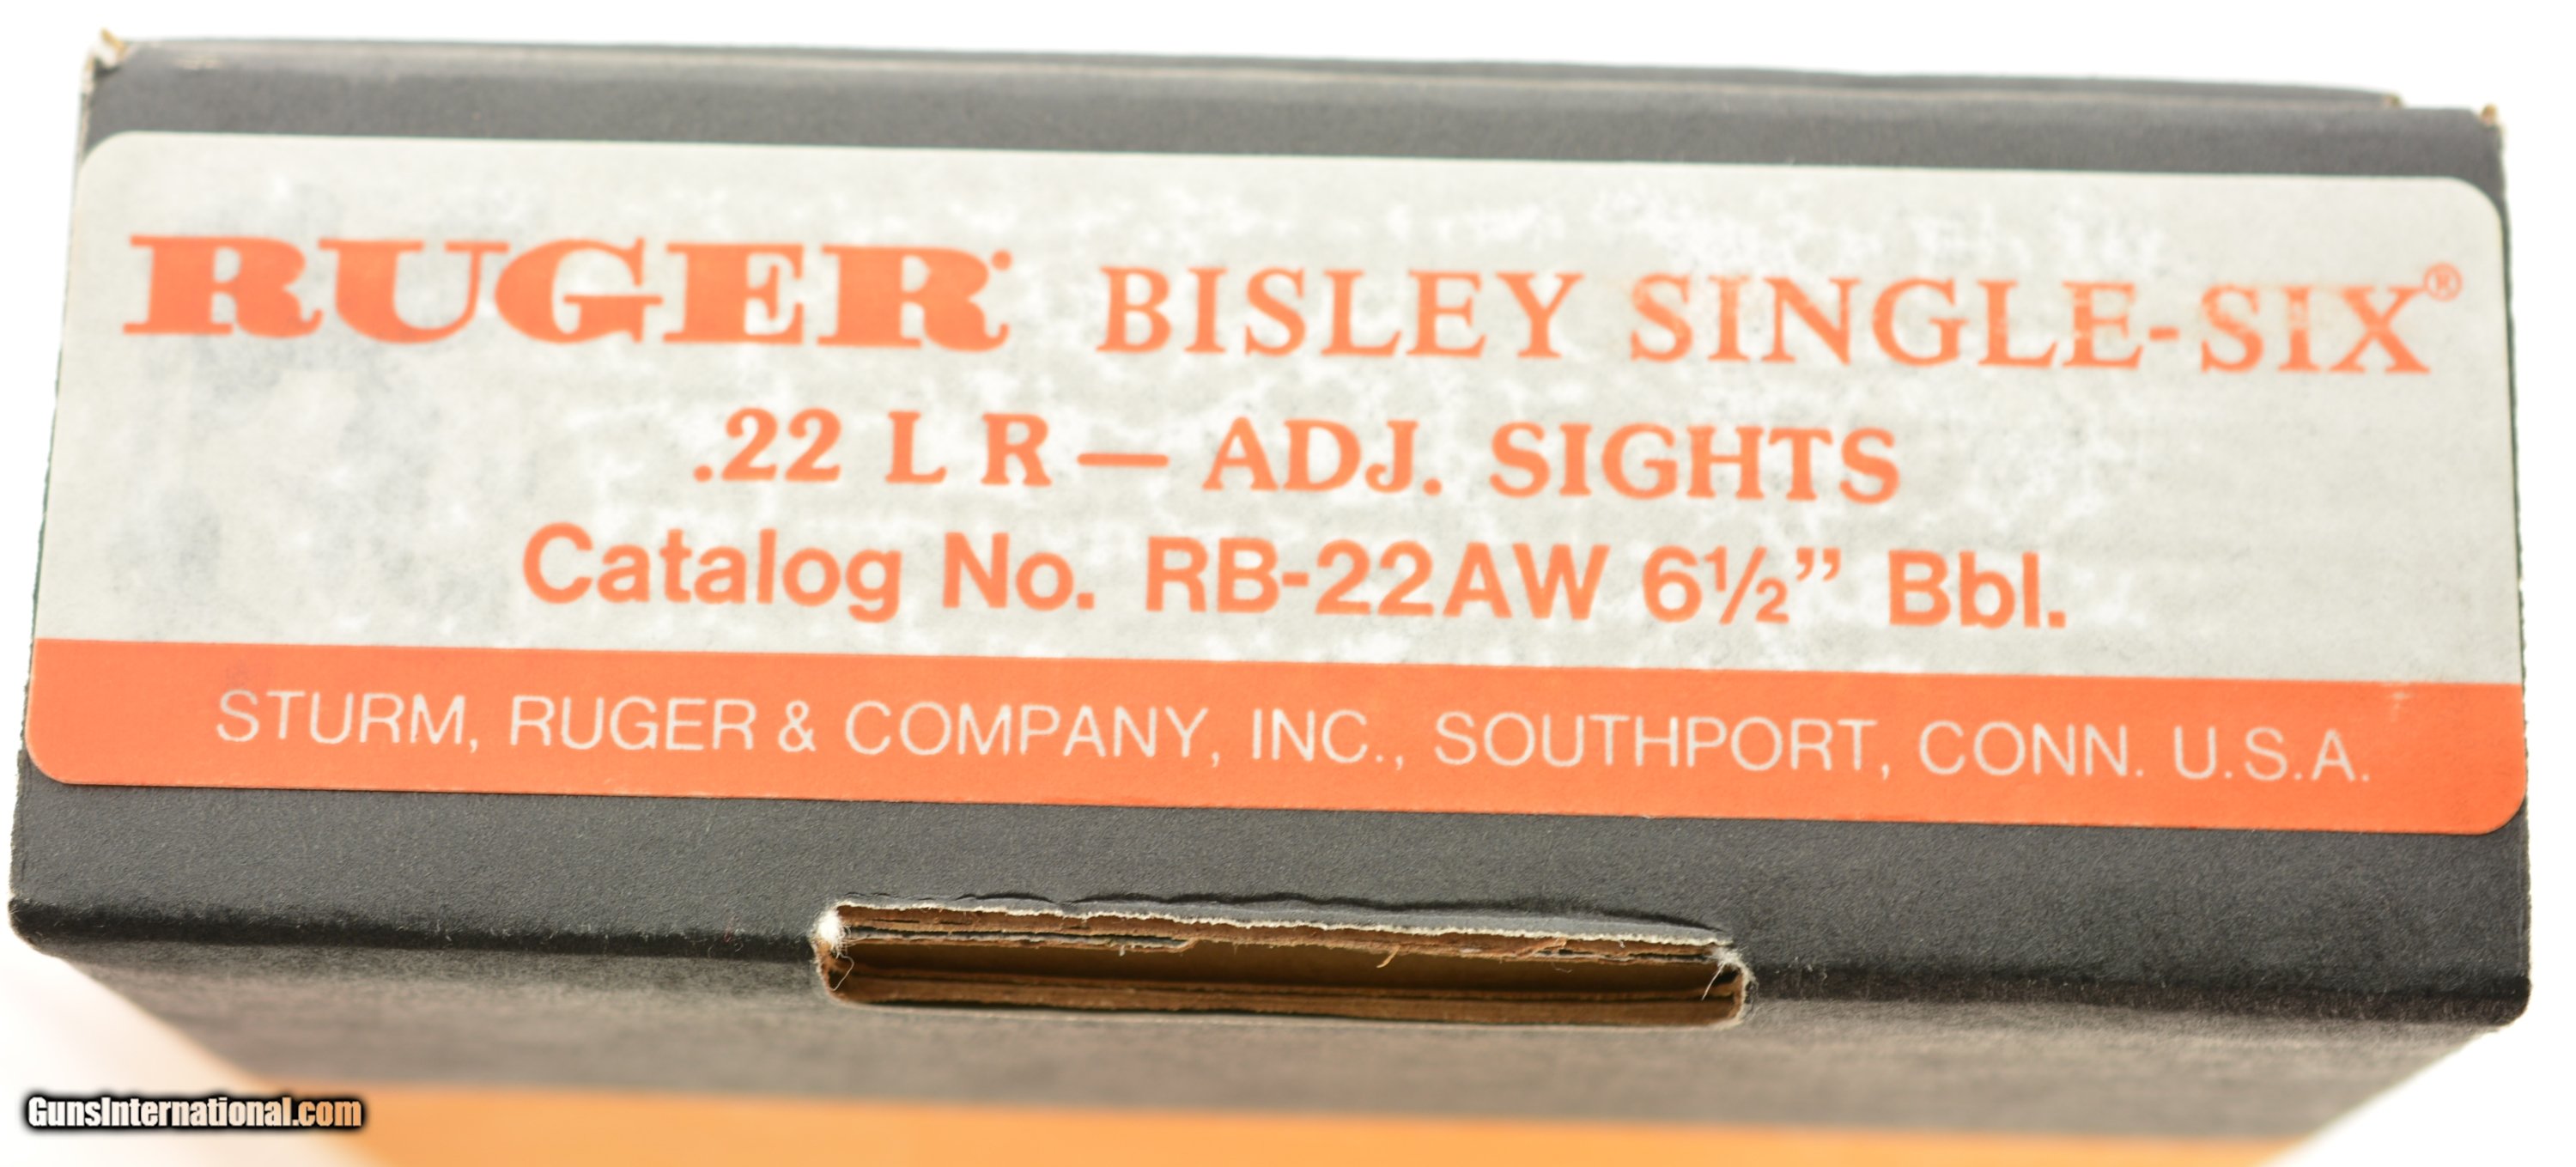 RUGER® BISLEY SINGLE-SIX®
.22 L R — ADJ. SIGHTS
Catalog No. RB-22AW 6½” Bbl.
STURM, RUGER & COMPANY, INC., SOUTHPORT, CONN. U.S.A.
GunsInternational.com